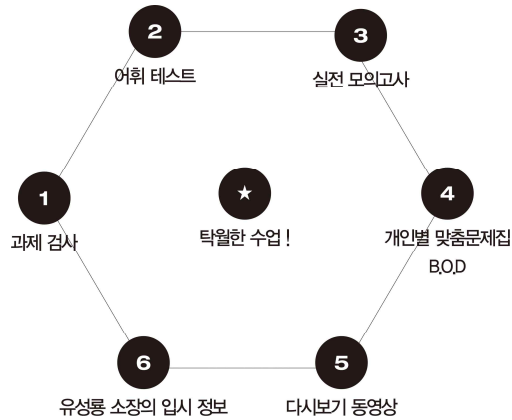 2
어휘 테스트
3
실전 모의고사
1
과제 검사
★
탁월한 수업 !
4
개인별 맞춤문제집
B.O.D
6
유성룡 소장의 입시 정보
5
다시보기 동영상